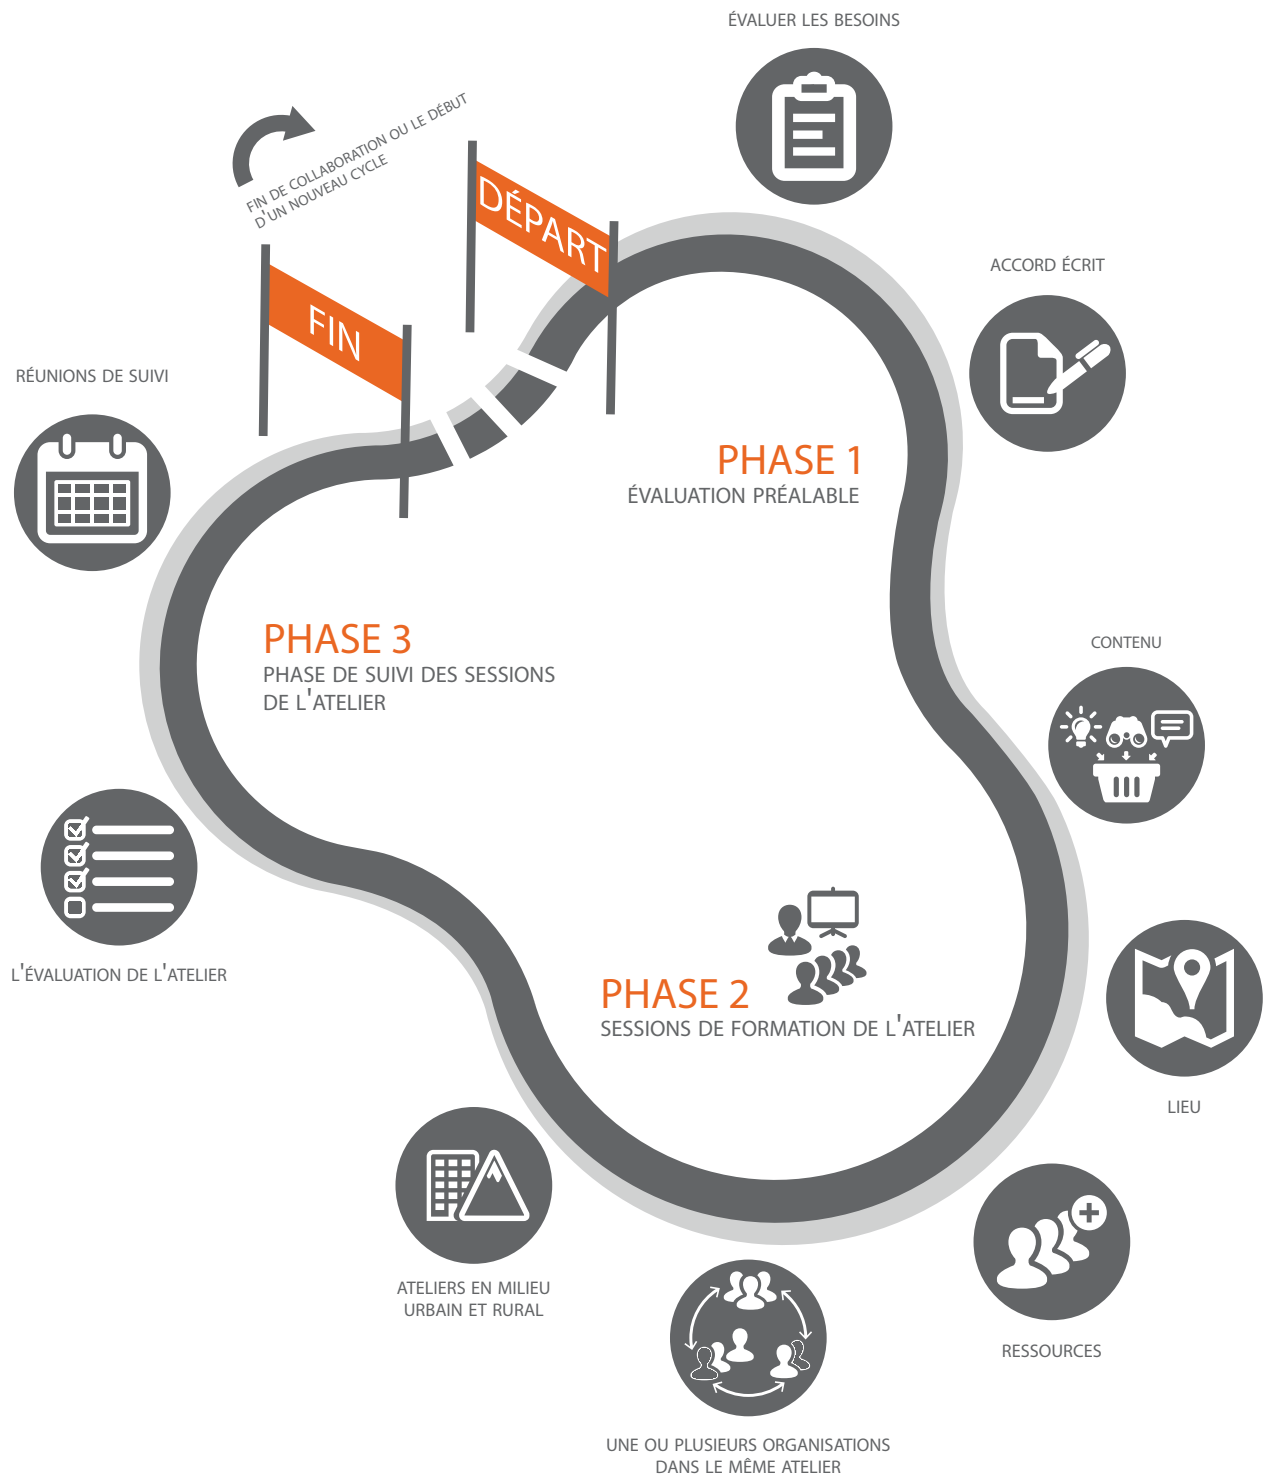 ÉVALUER LES BESOINS
FIN DE COLLABORATION OU LE DÉBUT
D'UN NOUVEAU CYCLE
DÉPART
FIN
ACCORD ÉCRIT
RÉUNIONS DE SUIVI
PHASE 1
ÉVALUATION PRÉALABLE
PHASE 3
PHASE DE SUIVI DES SESSIONS
DE L'ATELIER
CONTENU
L'ÉVALUATION DE L'ATELIER
PHASE 2
SESSIONS DE FORMATION DE L'ATELIER
LIEU
ATELIERS EN MILIEU
URBAIN ET RURAL
RESSOURCES
UNE OU PLUSIEURS ORGANISATIONS
DANS LE MÊME ATELIER